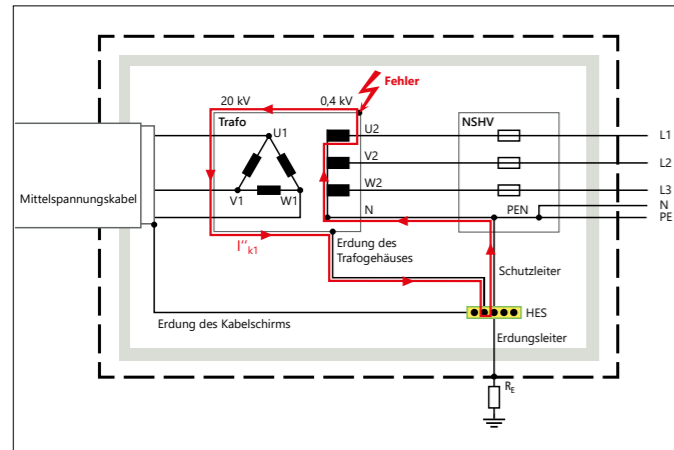 Fehler
20 kV
0,4 kV
Trafo
NSHV
U1
U2
L1
V2
L2
Mittelspannungskabel
V1
W1
W2
L3
N
PEN
N
PE
I"k1
Erdung des
Trafogehäuses
Schutzleiter
HES
Erdung des Kabelschirms
Erdungsleiter
RE